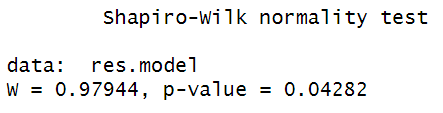 Shapiro-Wilk normality test
data:  res.model
W = 0.97944, p-value = 0.04282